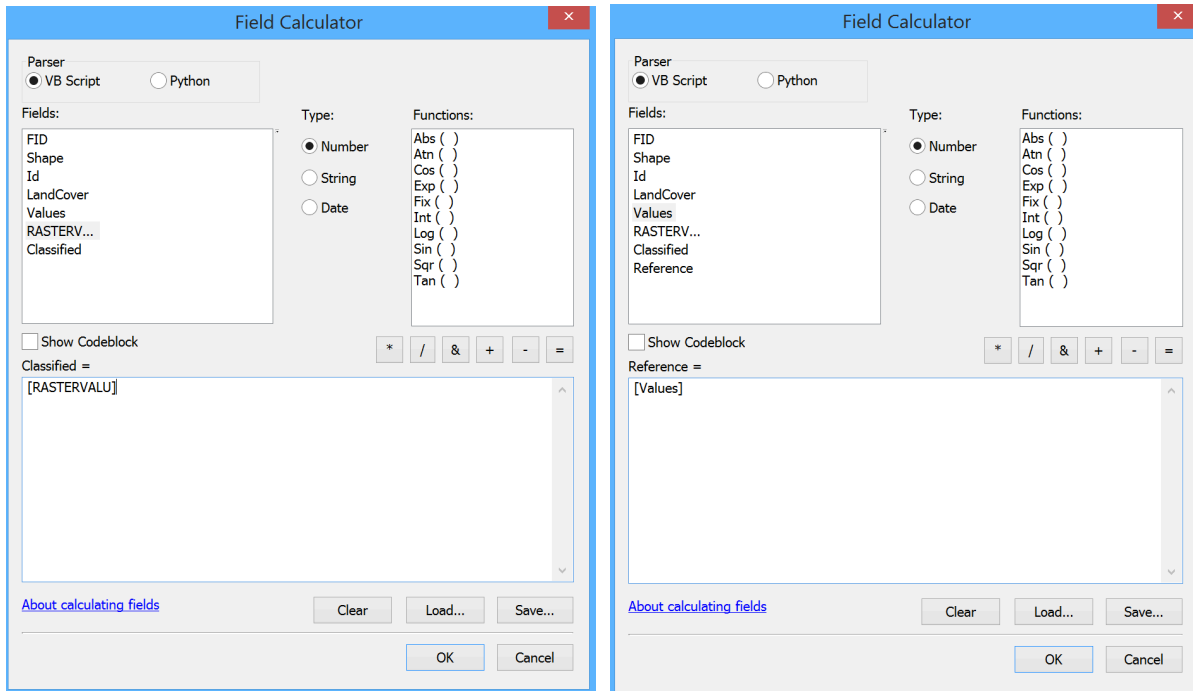 Field Calculator
×
Parser
VB Script
Python
Fields:
Type:
Functions:
FID
Shape
Id
LandCover
Values
RASTERV...
Classified
Number
String
Date
Abs ( )
Atn ( )
Cos ( )
Exp ( )
Fix ( )
Int ( )
Log ( )
Sin ( )
Sqr ( )
Tan ( )
Show Codeblock
* / & + - =
Classified =
[RASTERVALU]
About calculating fields
Clear
Load...
Save...
OK
Cancel
Field Calculator
×
Parser
VB Script
Python
Fields:
Type:
Functions:
FID
Shape
Id
LandCover
Values
RASTERV...
Classified
Reference
Number
String
Date
Abs ( )
Atn ( )
Cos ( )
Exp ( )
Fix ( )
Int ( )
Log ( )
Sin ( )
Sqr ( )
Tan ( )
Show Codeblock
* / & + - =
Reference =
[Values]
About calculating fields
Clear
Load...
Save...
OK
Cancel